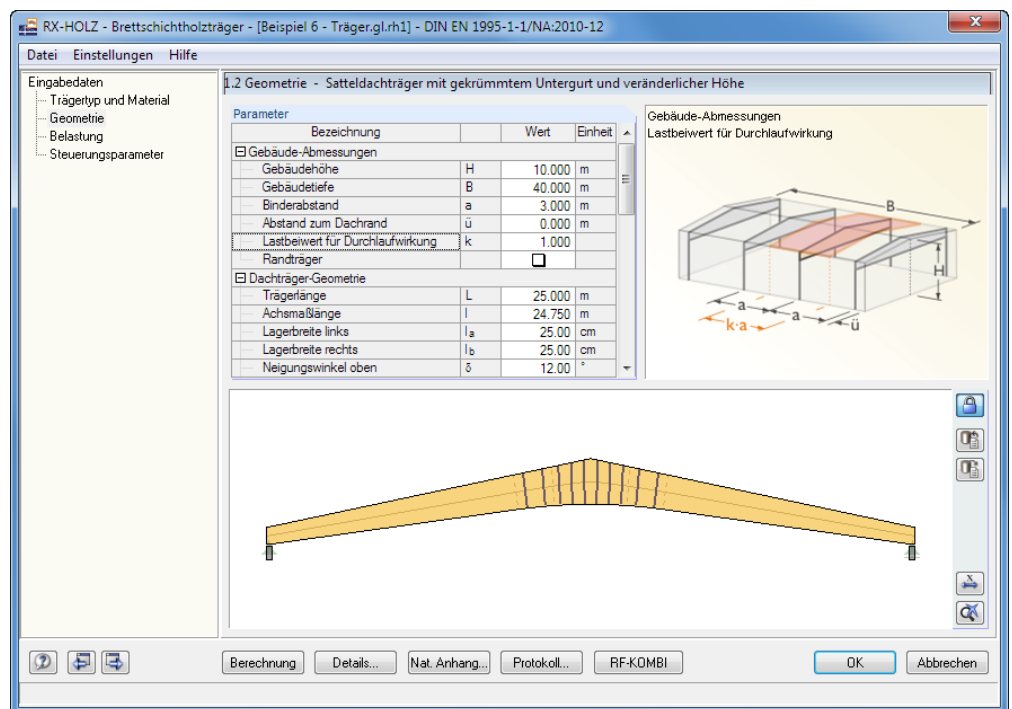 RX-HOLZ - Brettschichtholzträger - [Beispiel 6 - Träger.gl.rh1] - DIN EN 1995-1-1/NA:2010-12
Datei Einstellungen Hilfe
Eingabedaten
Trägertyp und Material
Geometrie
Belastung
Steuerungsparameter
1.2 Geometrie - Satteldachträger mit gekrümmtem Untergurt und veränderlicher Höhe
Parameter
Bezeichnung Wert Einheit
Gebäude-Abmessungen
Gebäudehöhe H 10.000 m
Gebäudetiefe B 40.000 m
Binderabstand a 3.000 m
Abstand zum Dachrand ü 0.000 m
Lastbeiwert für Durchlaufwirkung k 1.000
Randträger
Dachträger-Geometrie
Trägerlänge L 25.000 m
Achsmaßlänge l 24.750 m
Lagerbreite links la 25.00 cm
Lagerbreite rechts lb 25.00 cm
Neigungswinkel oben δ 12.00 °
Gebäude-Abmessungen
Lastbeiwert für Durchlaufwirkung
B
H
a
a
ü
k·a
x
Berechnung Details... Nat. Anhang... Protokoll... RF-KOMBI OK Abbrechen